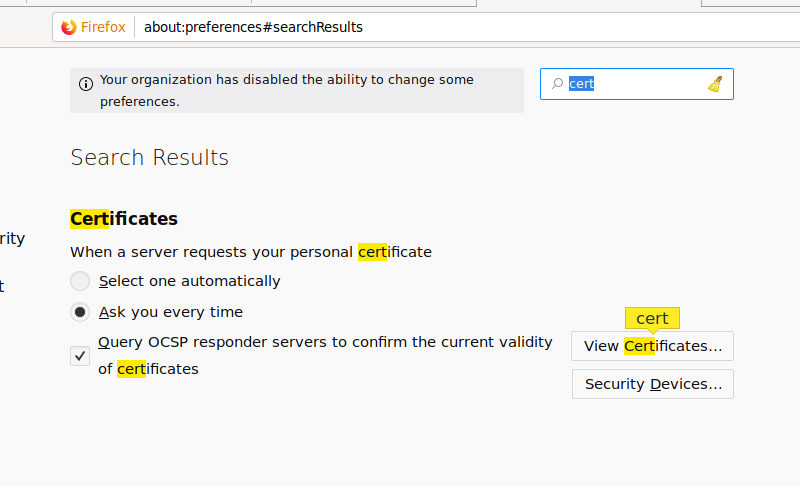 Firefox about:preferences#searchResults
Your organization has disabled the ability to change some
preferences.
cert
Search Results
Certificates
rity
When a server requests your personal certificate
t
Select one automatically
Ask you every time
cert
Query OCSP responder servers to confirm the current validity
of certificates
View Certificates...
Security Devices...